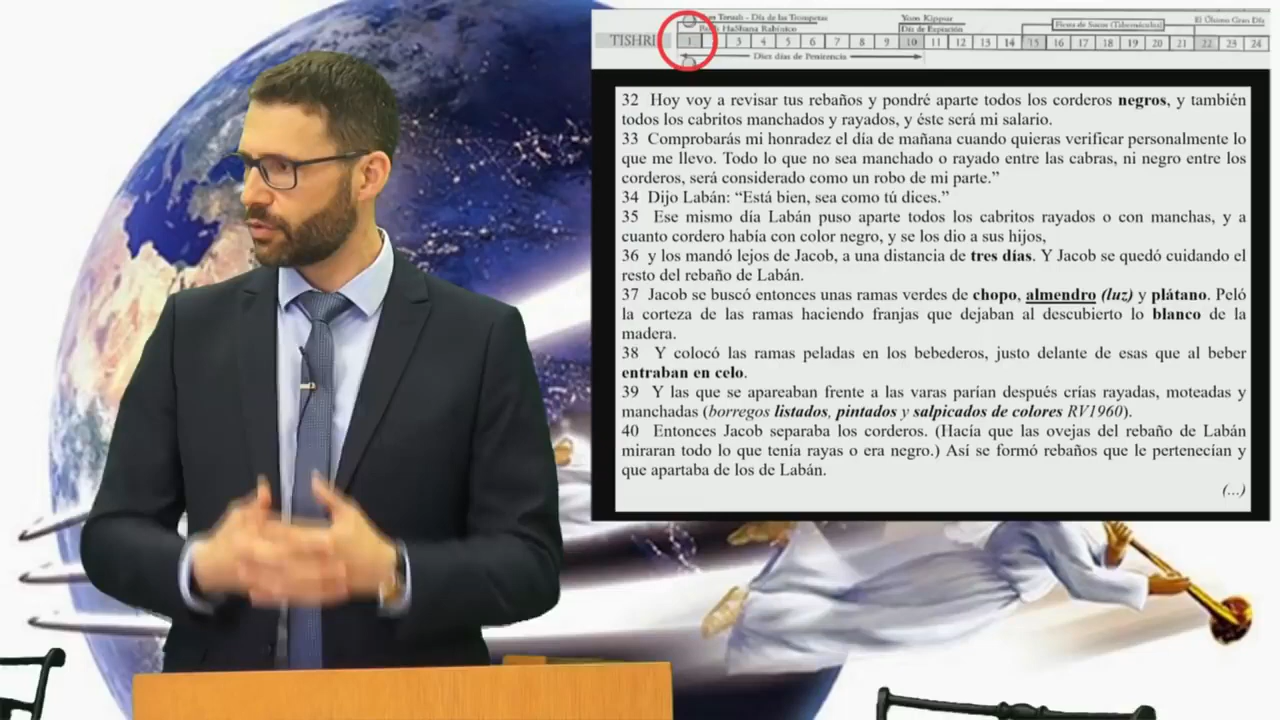 Yom Teruah - Día de las Trompetas
Rosh HaShana Rabínico
Yom Kippur
Día de Expiación
Fiesta de Sucot (Tabernáculos)
El Último Gran Día
TISHRI 1 3 4 5 6 7 8 9 10 11 12 13 14 15 16 17 18 19 20 21 22 23 24
Diez días de Penitencia
32 Hoy voy a revisar tus rebaños y pondré aparte todos los corderos negros, y también
todos los cabritos manchados y rayados, y éste será mi salario.
33 Comprobarás mi honradez el día de mañana cuando quieras verificar personalmente lo
que me llevo. Todo lo que no sea manchado o rayado entre las cabras, ni negro entre los
corderos, será considerado como un robo de mi parte.”
34 Dijo Labán: “Está bien, sea como tú dices.”
35 Ese mismo día Labán puso aparte todos los cabritos rayados o con manchas, y a
cuanto cordero había con color negro, y se los dio a sus hijos,
36 y los mandó lejos de Jacob, a una distancia de tres días. Y Jacob se quedó cuidando el
resto del rebaño de Labán.
37 Jacob se buscó entonces unas ramas verdes de chopo, almendro (luz) y plátano. Peló
la corteza de las ramas haciendo franjas que dejaban al descubierto lo blanco de la
madera.
38 Y colocó las ramas peladas en los bebederos, justo delante de esas que al beber
entraban en celo.
39 Y las que se apareaban frente a las varas parían después crías rayadas, moteadas y
manchadas (borregos listados, pintados y salpicados de colores RV1960).
40 Entonces Jacob separaba los corderos. (Hacía que las ovejas del rebaño de Labán
miraran todo lo que tenía rayas o era negro.) Así se formó rebaños que le pertenecían y
que apartaba de los de Labán.
(...)